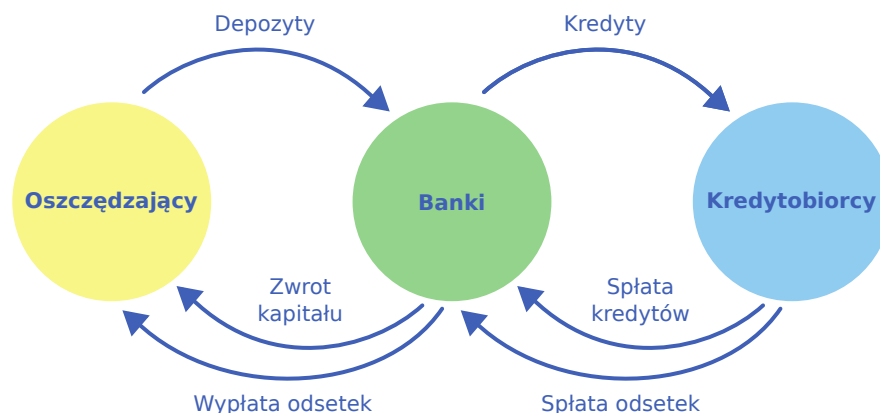 Depozyty
Kredyty
Oszczędzający
Banki
Kredytobiorcy
Zwrot
kapitału
Spłata
kredytów
Wypłata odsetek
Spłata odsetek